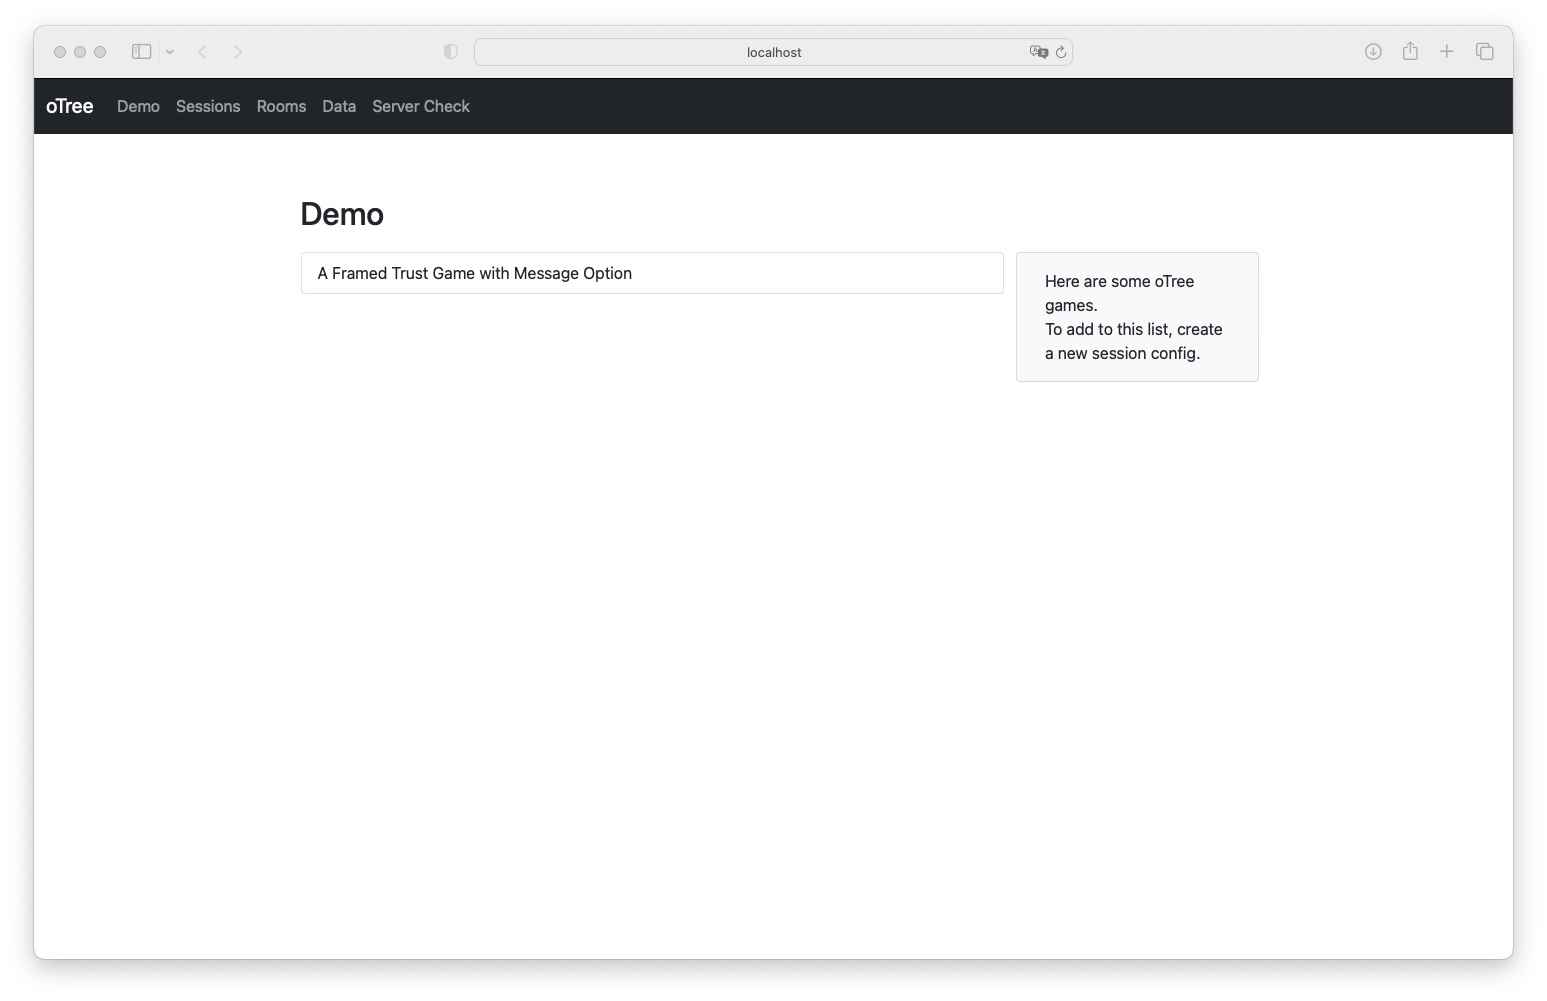 localhost
oTree Demo Sessions Rooms Data Server Check
Demo
A Framed Trust Game with Message Option
Here are some oTree
games.
To add to this list, create
a new session config.